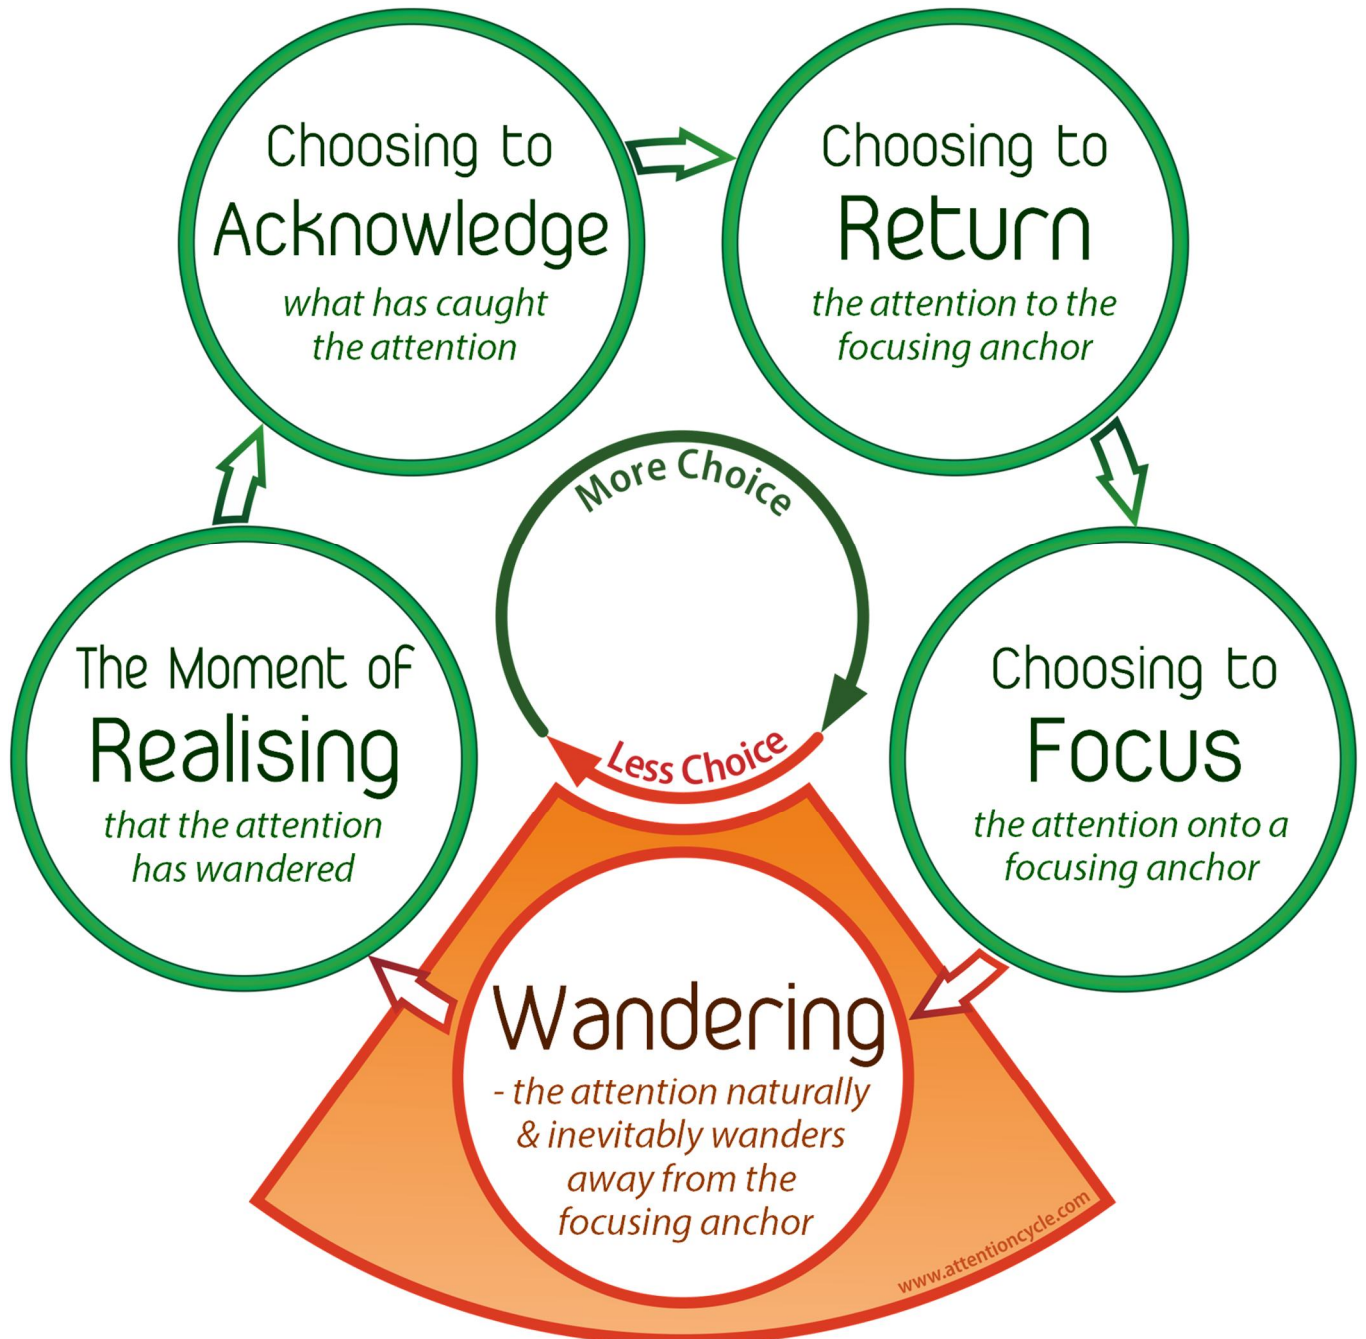 Choosing to
Acknowledge
what has caught
the attention
Choosing to
Return
the attention to the
focusing anchor
More Choice
Less Choice
The Moment of
Realising
that the attention
has wandered
Choosing to
Focus
the attention onto a
focusing anchor
Wandering
- the attention naturally
& inevitably wanders
away from the
focusing anchor
www.attentioncycle.com